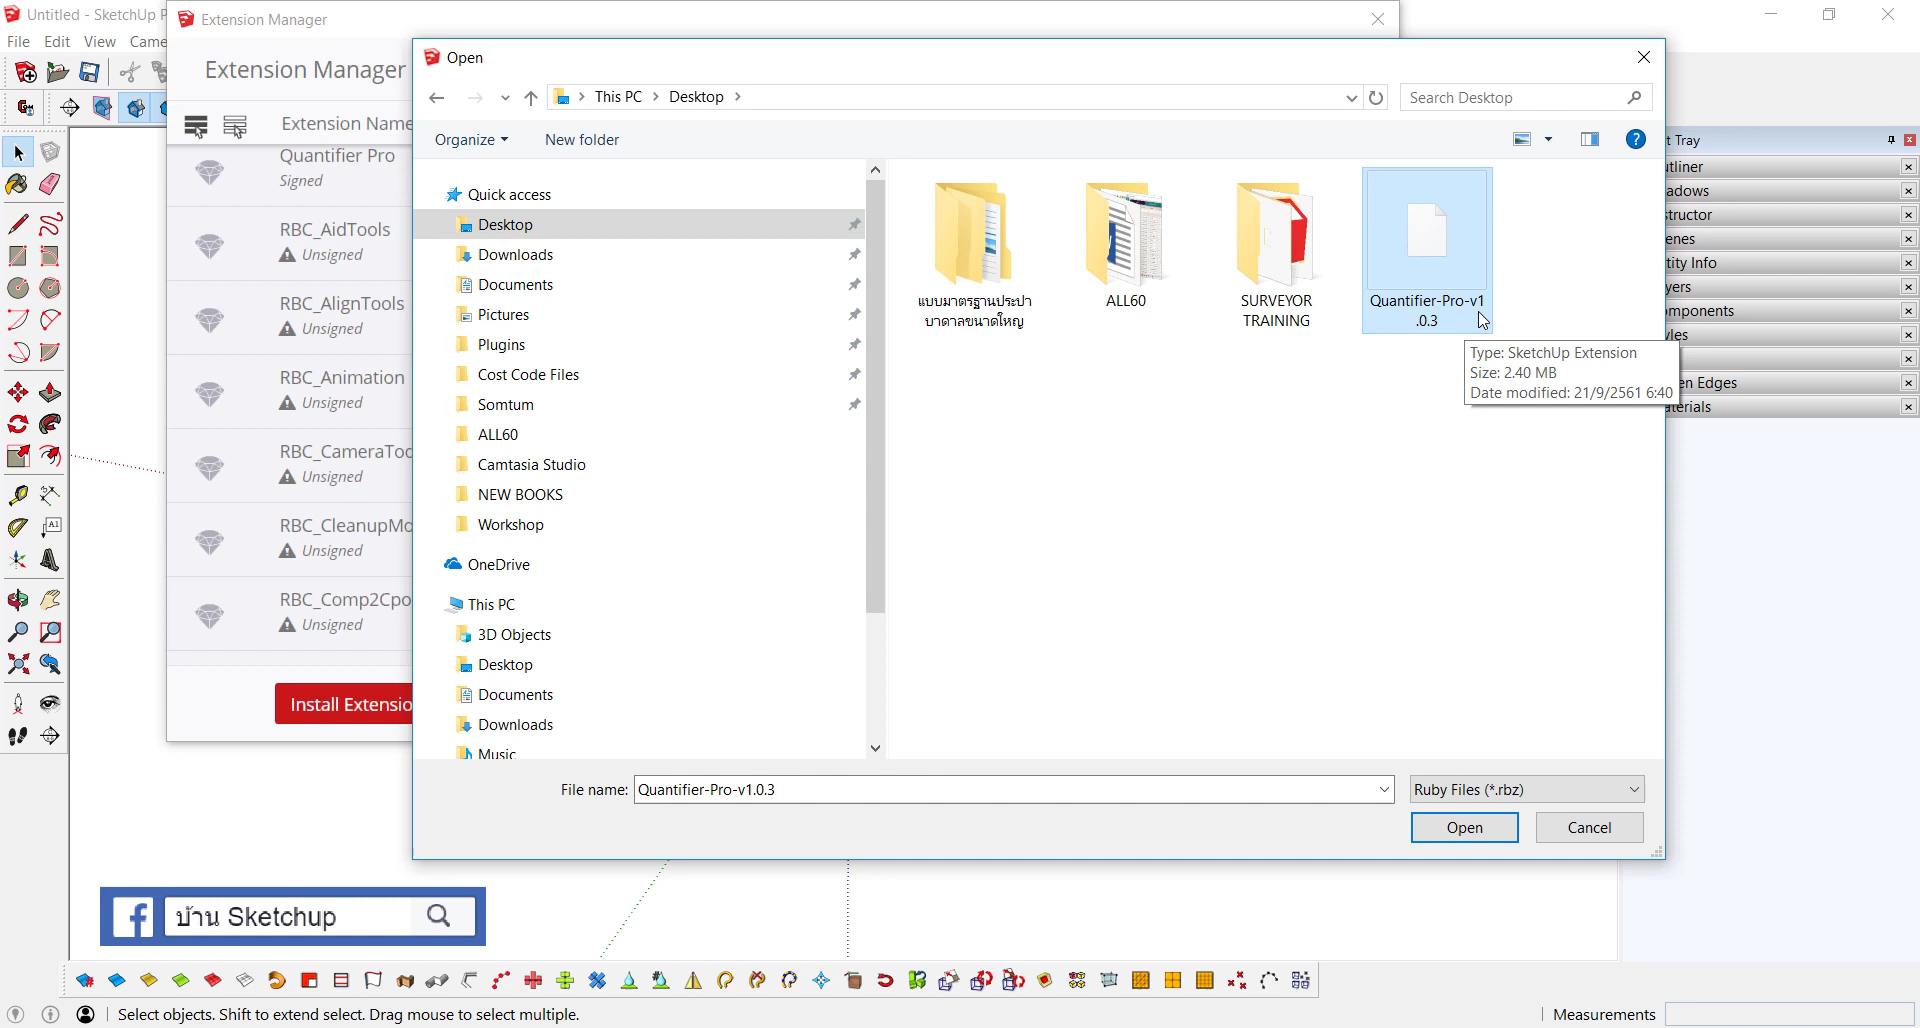 Untitled - SketchUp P
File Edit View Came
Extension Manager
Extension Manager
Extension Name
Quantifier Pro
Signed
RBC_AidTools
Unsigned
RBC_AlignTools
Unsigned
RBC_Animation
Unsigned
RBC_CameraToo
Unsigned
RBC_CleanupMo
Unsigned
RBC_Comp2Cpo
Unsigned
Install Extensio
Open
This PC > Desktop >
Search Desktop
Organize
New folder
Quick access
Desktop
Downloads
Documents
Pictures
Plugins
Cost Code Files
Somtum
ALL60
Camtasia Studio
NEW BOOKS
Workshop
OneDrive
This PC
3D Objects
Desktop
Documents
Downloads
Music
แบบมาตรฐานประปา
บาดาลขนาดใหญ่
ALL60
SURVEYOR
TRAINING
Quantifier-Pro-v1
.0.3
Type: SketchUp Extension
Size: 2.40 MB
Date modified: 21/9/2561 6:40
File name: Quantifier-Pro-v1.0.3
Ruby Files (*.rbz)
Open
Cancel
t Tray
utliner
adows
structor
enes
tity Info
yers
mponents
yles
en Edges
aterials
บ้าน Sketchup
Select objects. Shift to extend select. Drag mouse to select multiple.
Measurements